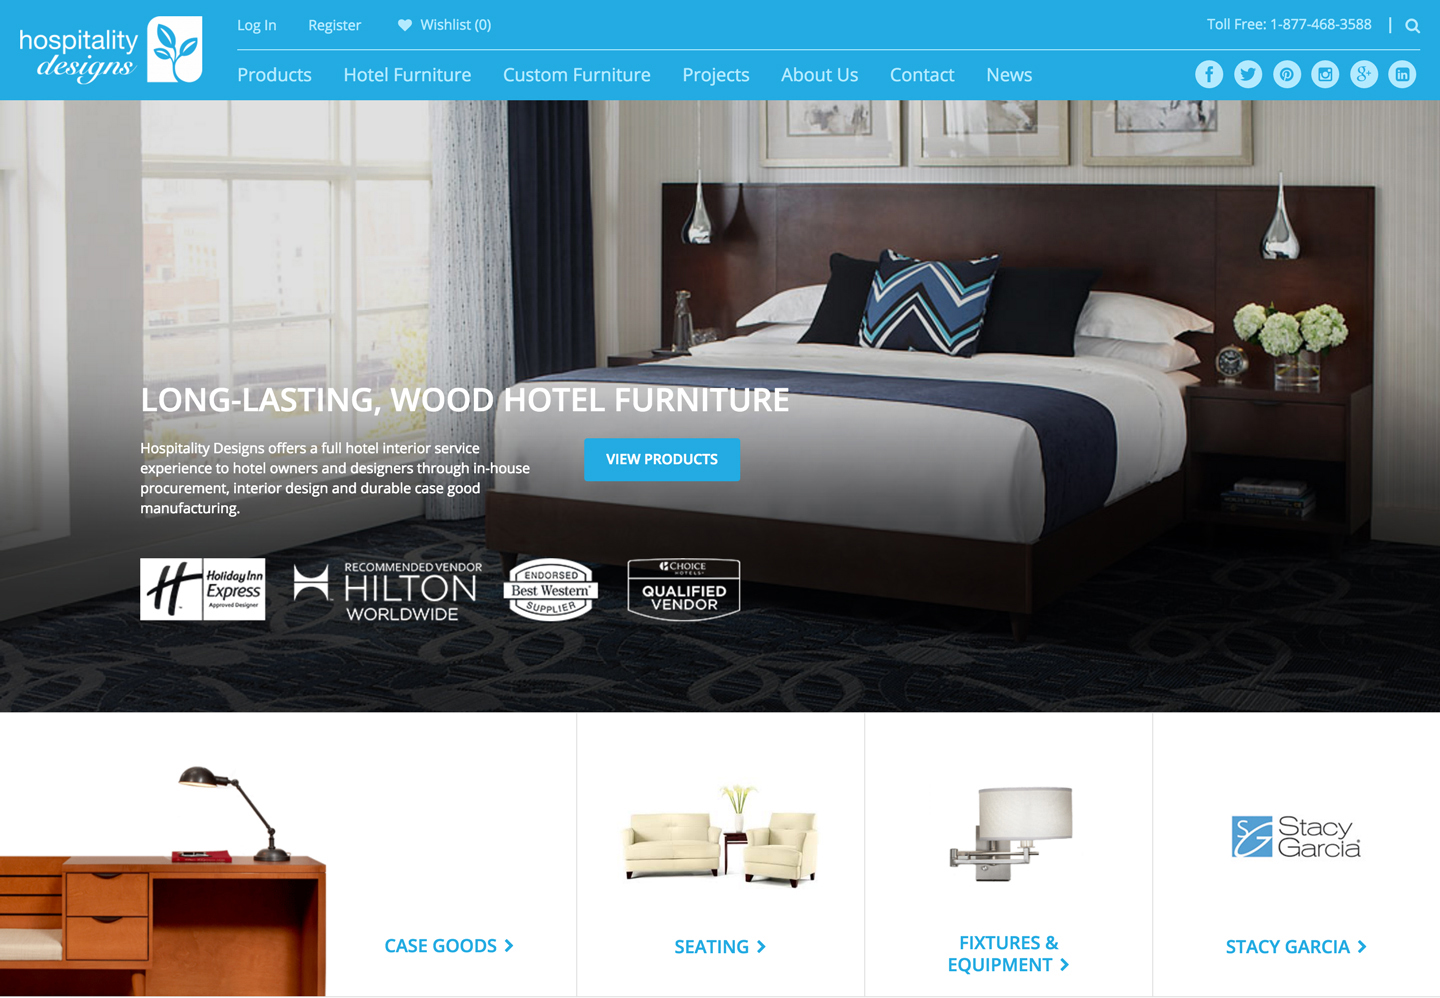 hospitality
designs
Log In
Register
Wishlist (0)
Toll Free: 1-877-468-3588
Products
Hotel Furniture
Custom Furniture
Projects
About Us
Contact
News
LONG-LASTING, WOOD HOTEL FURNITURE
Hospitality Designs offers a full hotel interior service
experience to hotel owners and designers through in-house
procurement, interior design and durable case good
manufacturing.
VIEW PRODUCTS
H
Holiday Inn
Express
Approved Designer
RECOMMENDED VENDOR
HILTON
WORLDWIDE
ENDORSED
Best Western®
SUPPLIER
CHOICE
HOTELS
QUALIFIED
VENDOR
Stacy
Garcia
CASE GOODS
SEATING
FIXTURES &
EQUIPMENT
STACY GARCIA